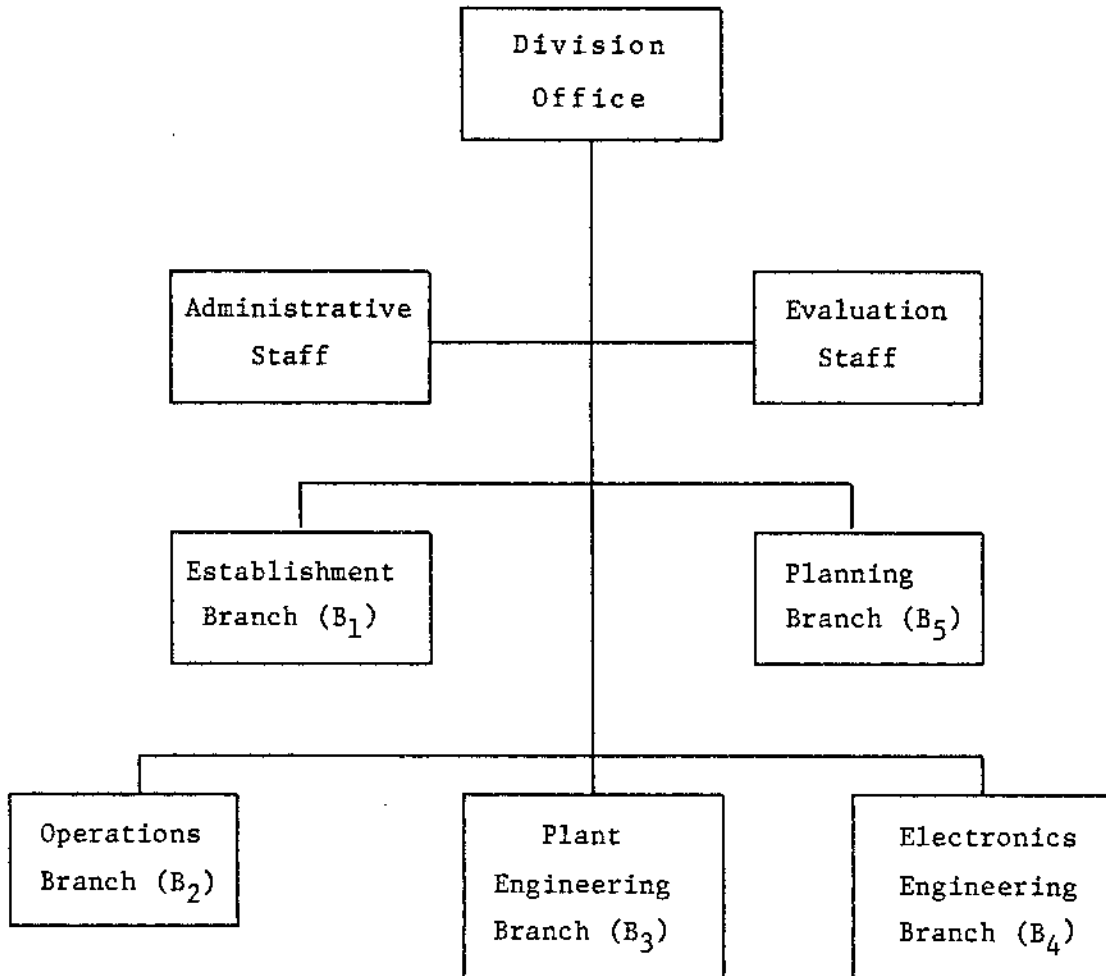 Division
Office
Administrative
Staff
Evaluation
Staff
Establishment
Branch (B₁)
Planning
Branch (B₅)
Operations
Branch (B₂)
Plant
Engineering
Branch (B₃)
Electronics
Engineering
Branch (B₄)